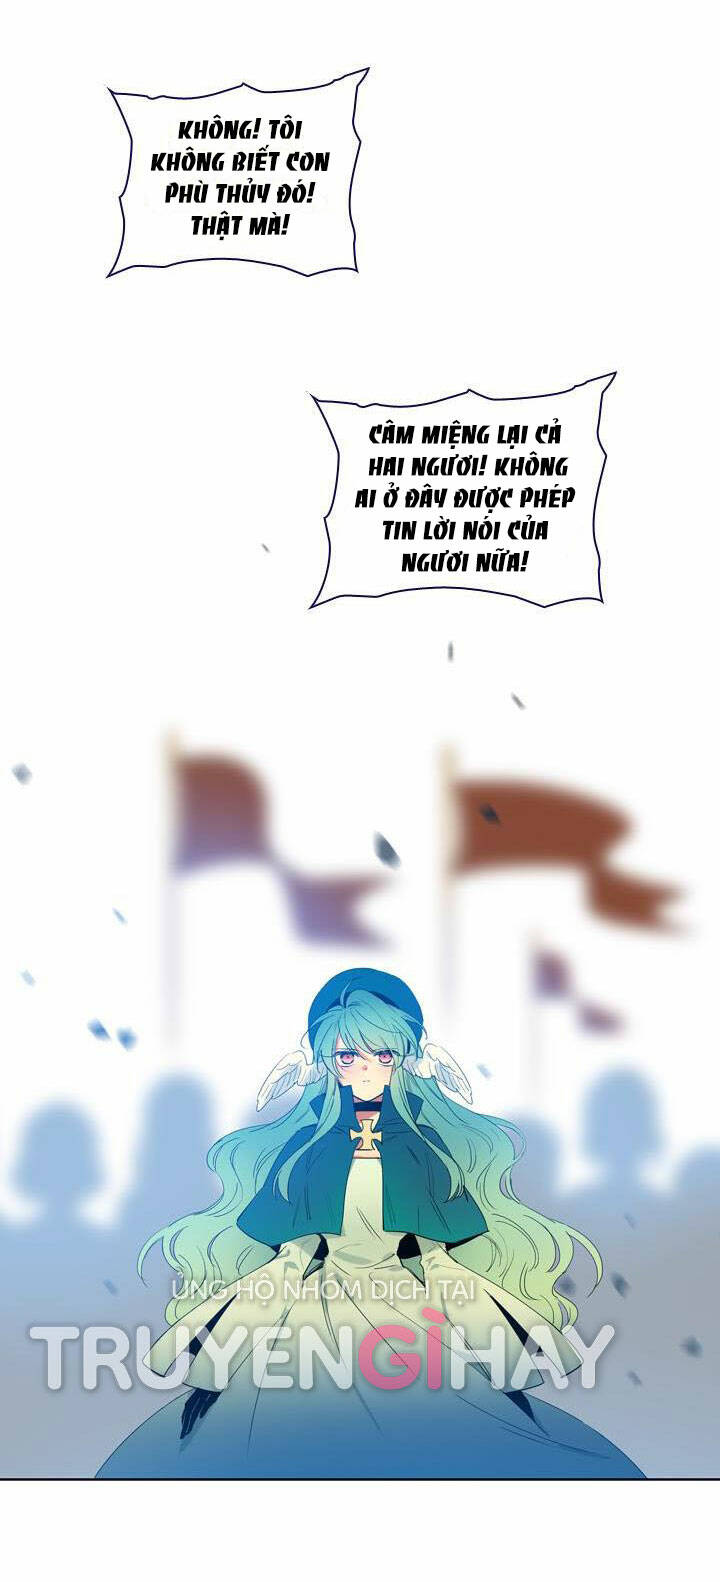 KHÔNG! TÔI
KHÔNG BIẾT CON
PHÙ THỦY ĐÓ!
THẬT MÀ!
CÂM MIỆNG LẠI CẢ
HAI NGƯƠI! KHÔNG
AI Ở ĐÂY ĐƯỢC PHÉP
TIN LỜI NÓI CỦA
NGƯƠI NỮA!
ỦNG HỘ NHÓM DỊCH TẠI
TRUYENGÌHAY